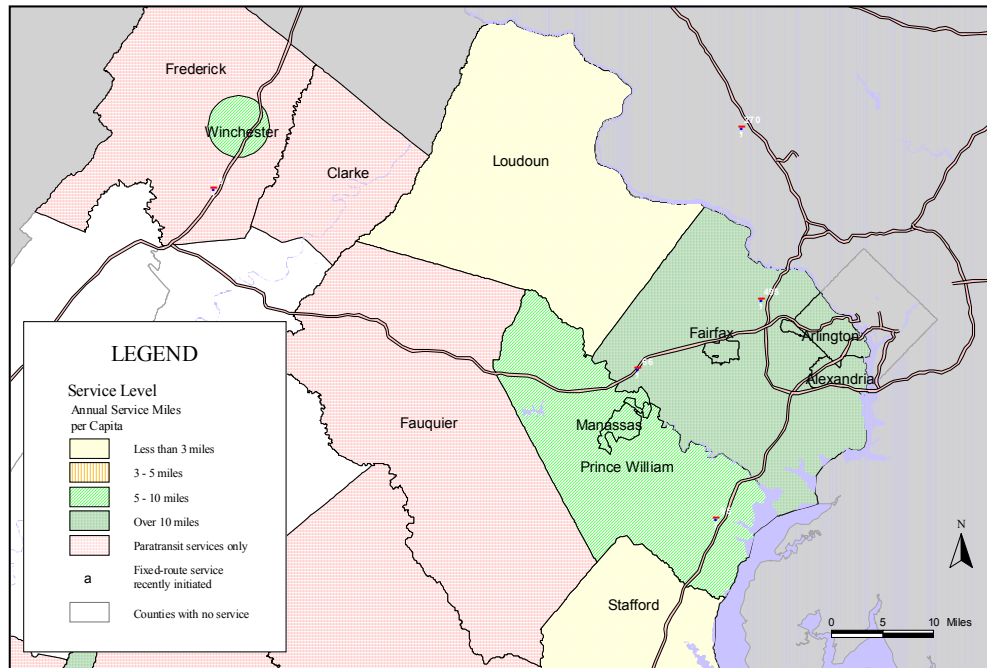 Frederick
Winchester
Clarke
Loudoun
270
495
Fairfax
Arlington
Alexandria
Fauquier
Manassas
Prince William
Stafford
LEGEND
Service Level
Annual Service Miles
per Capita
Less than 3 miles
3 - 5 miles
5 - 10 miles
Over 10 miles
Paratransit services only
a
Fixed-route service
recently initiated
Counties with no service
N
0 5 10 Miles